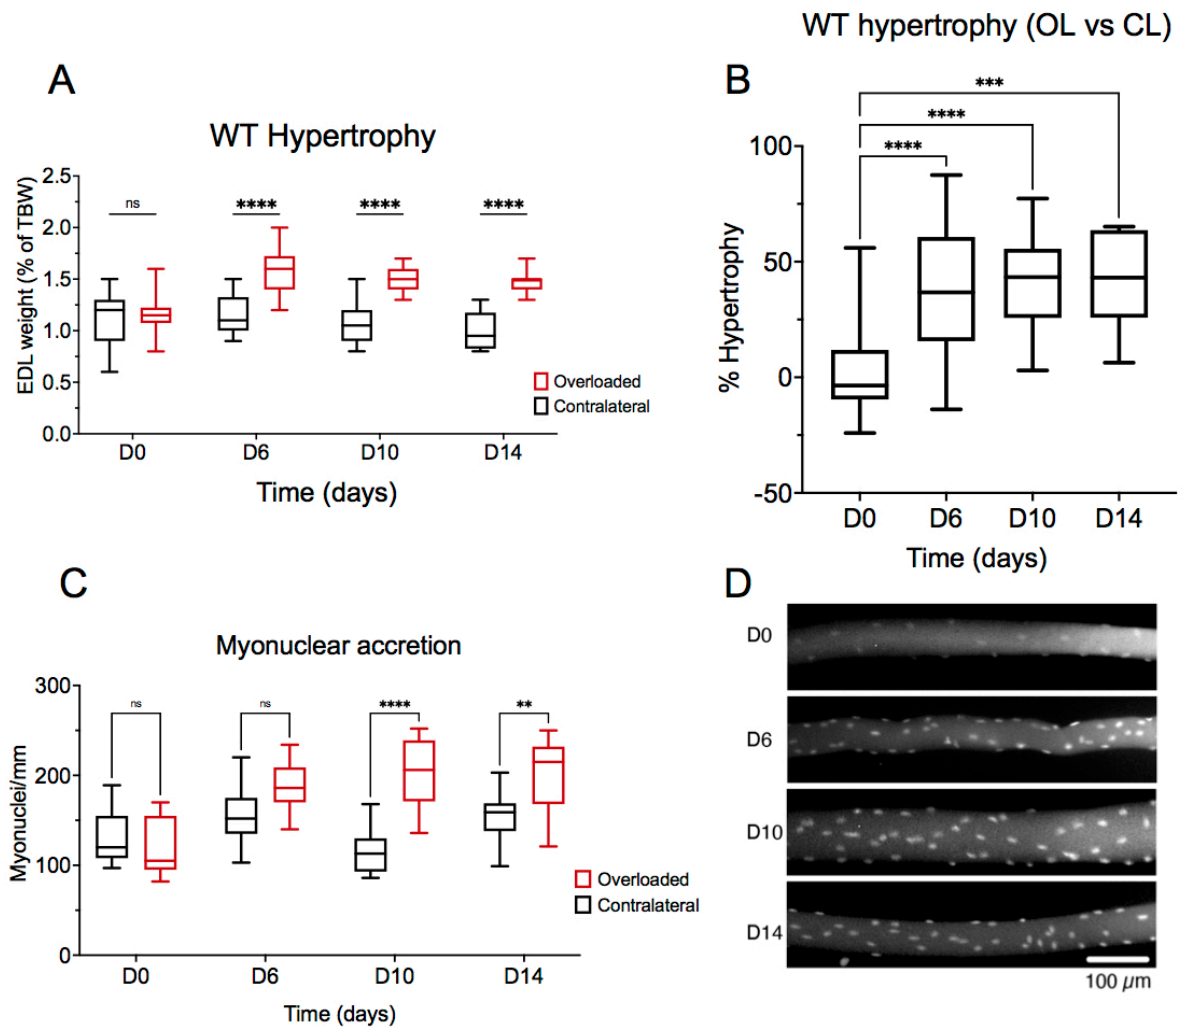 WT hypertrophy (OL vs CL)
A
B
WT Hypertrophy
EDL weight (% of TBW)
2.5
2.0
1.5
1.0
0.5
0.0
ns
****
****
****
Overloaded
Contralateral
D0 D6 D10 D14
Time (days)
***
****
****
% Hypertrophy
100
50
0
-50
D0 D6 D10 D14
Time (days)
C
D
Myonuclear accretion
Myonuclei/mm
300
200
100
0
ns
ns
****
**
Overloaded
Contralateral
D0 D6 D10 D14
Time (days)
D0
D6
D10
D14
100 µm